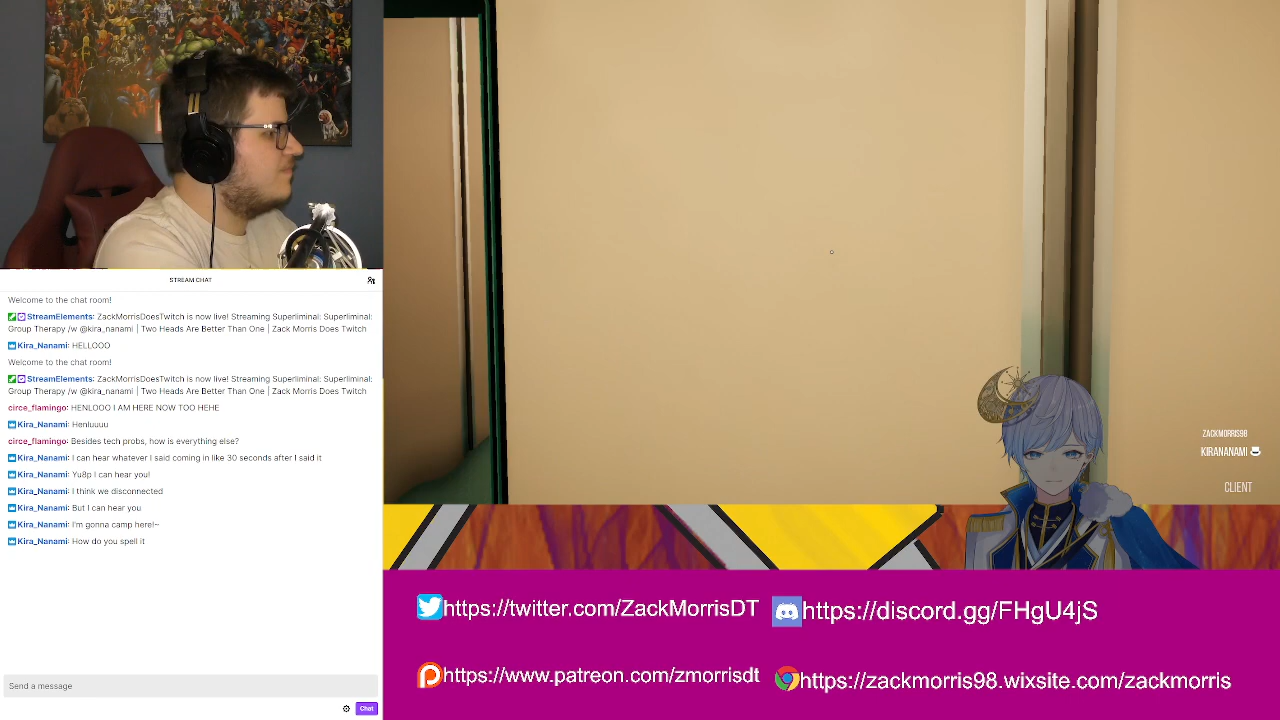 STREAM CHAT
Welcome to the chat room!
StreamElements: ZackMorrisDoesTwitch is now live! Streaming Superliminal: Superliminal:
Group Therapy /w @kira_nanami | Two Heads Are Better Than One | Zack Morris Does Twitch
Kira_Nanami: HELLOOO
Welcome to the chat room!
StreamElements: ZackMorrisDoesTwitch is now live! Streaming Superliminal: Superliminal:
Group Therapy /w @kira_nanami | Two Heads Are Better Than One | Zack Morris Does Twitch
circe_flamingo: HENLOOO I AM HERE NOW TOO HEHE
Kira_Nanami: Henluuuu
circe_flamingo: Besides tech probs, how is everything else?
Kira_Nanami: I can hear whatever I said coming in like 30 seconds after I said it
Kira_Nanami: Yu8p I can hear you!
Kira_Nanami: I think we disconnected
Kira_Nanami: But I can hear you
Kira_Nanami: I'm gonna camp here!~
Kira_Nanami: How do you spell it
Send a message
Chat
ZACKMORRIS98
KIRANANAMI
CLIENT
https://twitter.com/ZackMorrisDT
https://discord.gg/FHgU4jS
https://www.patreon.com/zmorrisdt
https://zackmorris98.wixsite.com/zackmorris